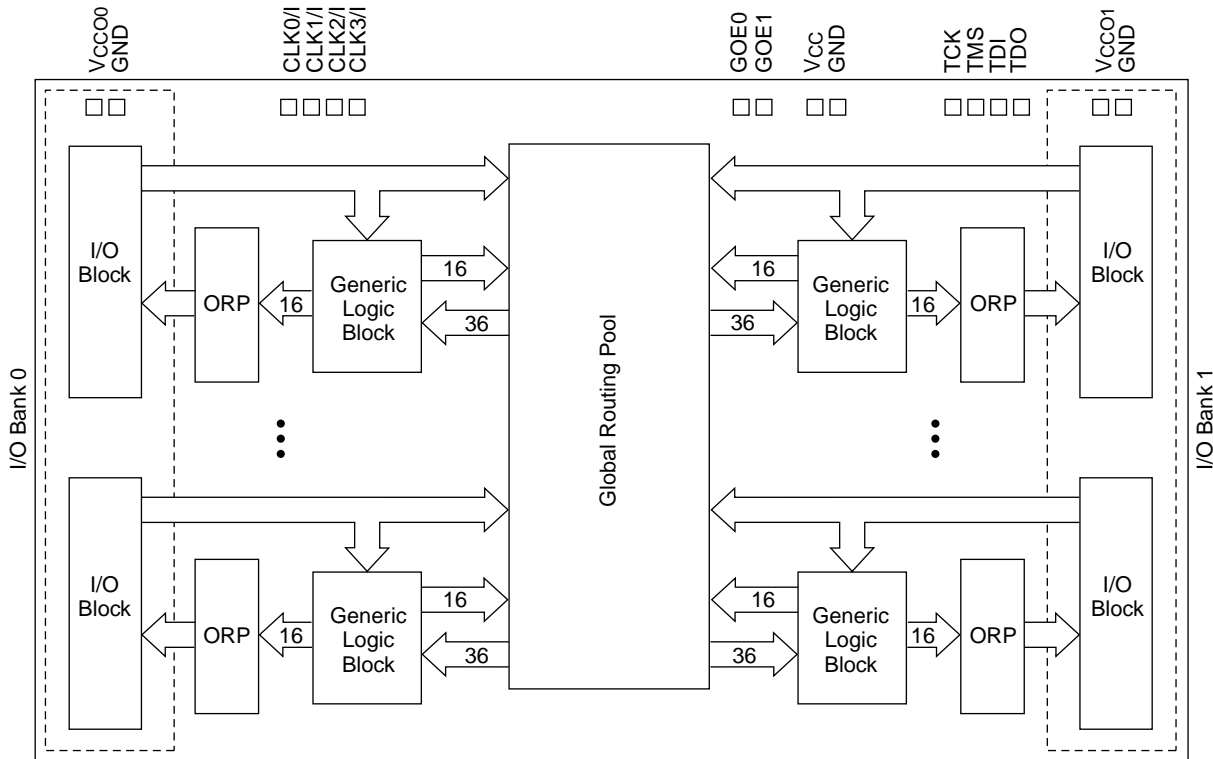 VCCO0
GND
CLK0/I
CLK1/I
CLK2/I
CLK3/I
GOE0
GOE1
VCC
GND
TCK
TMS
TDI
TDO
VCCO1
GND
I/O Bank 0
I/O
Block
ORP
16
Generic
Logic
Block
16
36
Global Routing Pool
16
36
Generic
Logic
Block
16
ORP
I/O
Block
I/O Bank 1
I/O
Block
ORP
16
Generic
Logic
Block
16
36
16
36
Generic
Logic
Block
16
ORP
I/O
Block